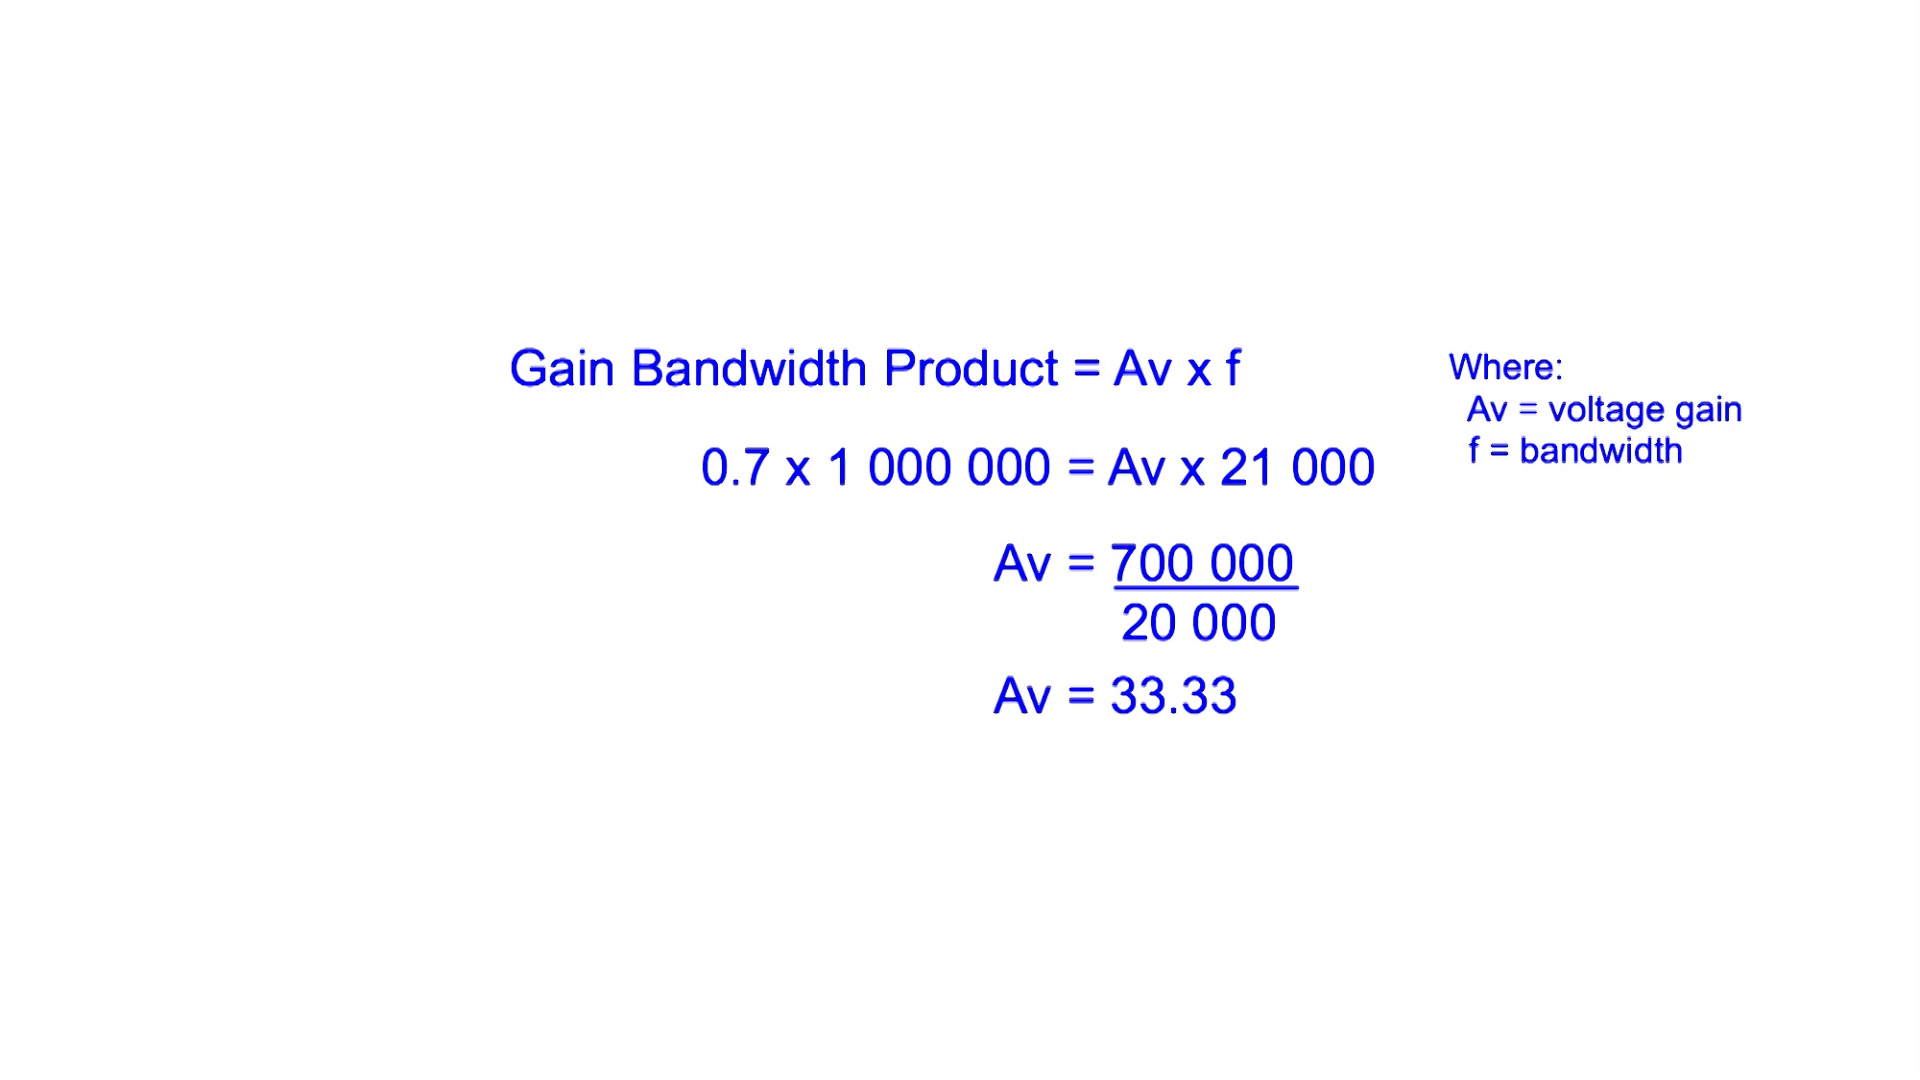 Gain Bandwidth Product = Av x f
0.7 x 1 000 000 = Av x 21 000
Av = 700 000
20 000
Av = 33.33
Where:
Av = voltage gain
f = bandwidth